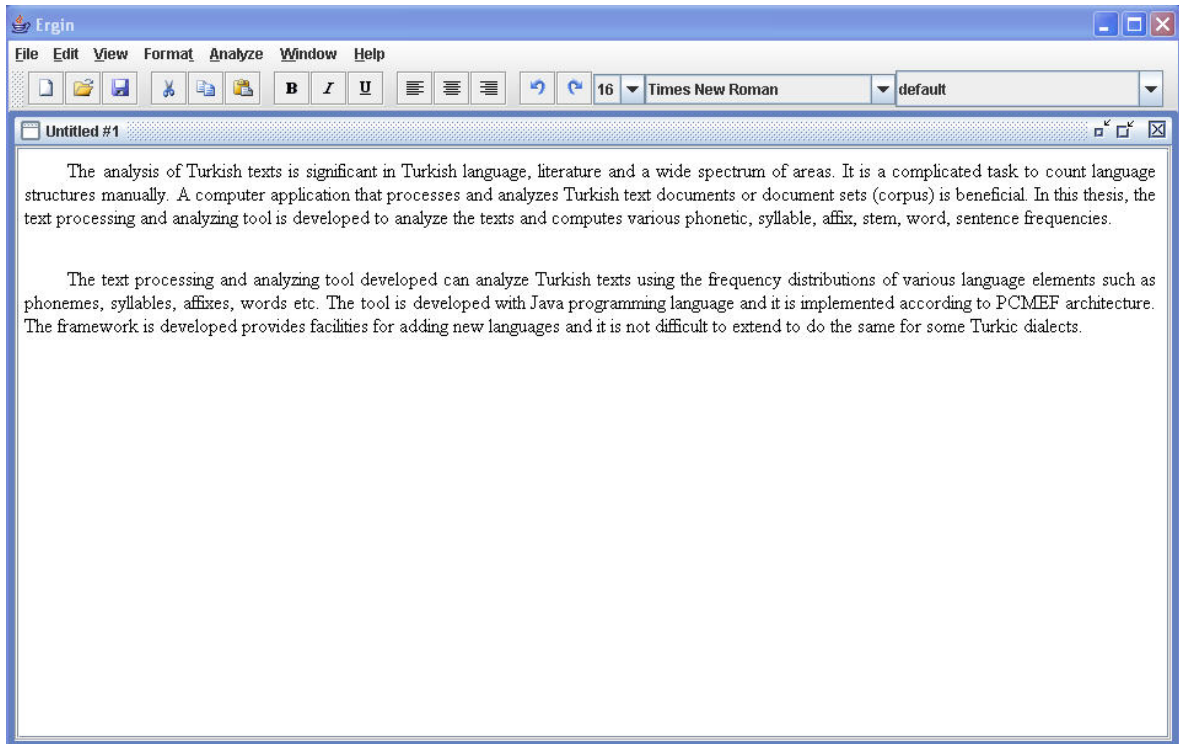 Ergin
File Edit View Format Analyze Window Help
B I U 16 Times New Roman default
Untitled #1
The analysis of Turkish texts is significant in Turkish language, literature and a wide spectrum of areas. It is a complicated task to count language
structures manually. A computer application that processes and analyzes Turkish text documents or document sets (corpus) is beneficial. In this thesis, the
text processing and analyzing tool is developed to analyze the texts and computes various phonetic, syllable, affix, stem, word, sentence frequencies.
The text processing and analyzing tool developed can analyze Turkish texts using the frequency distributions of various language elements such as
phonemes, syllables, affixes, words etc. The tool is developed with Java programming language and it is implemented according to PCMEF architecture.
The framework is developed provides facilities for adding new languages and it is not difficult to extend to do the same for some Turkic dialects.